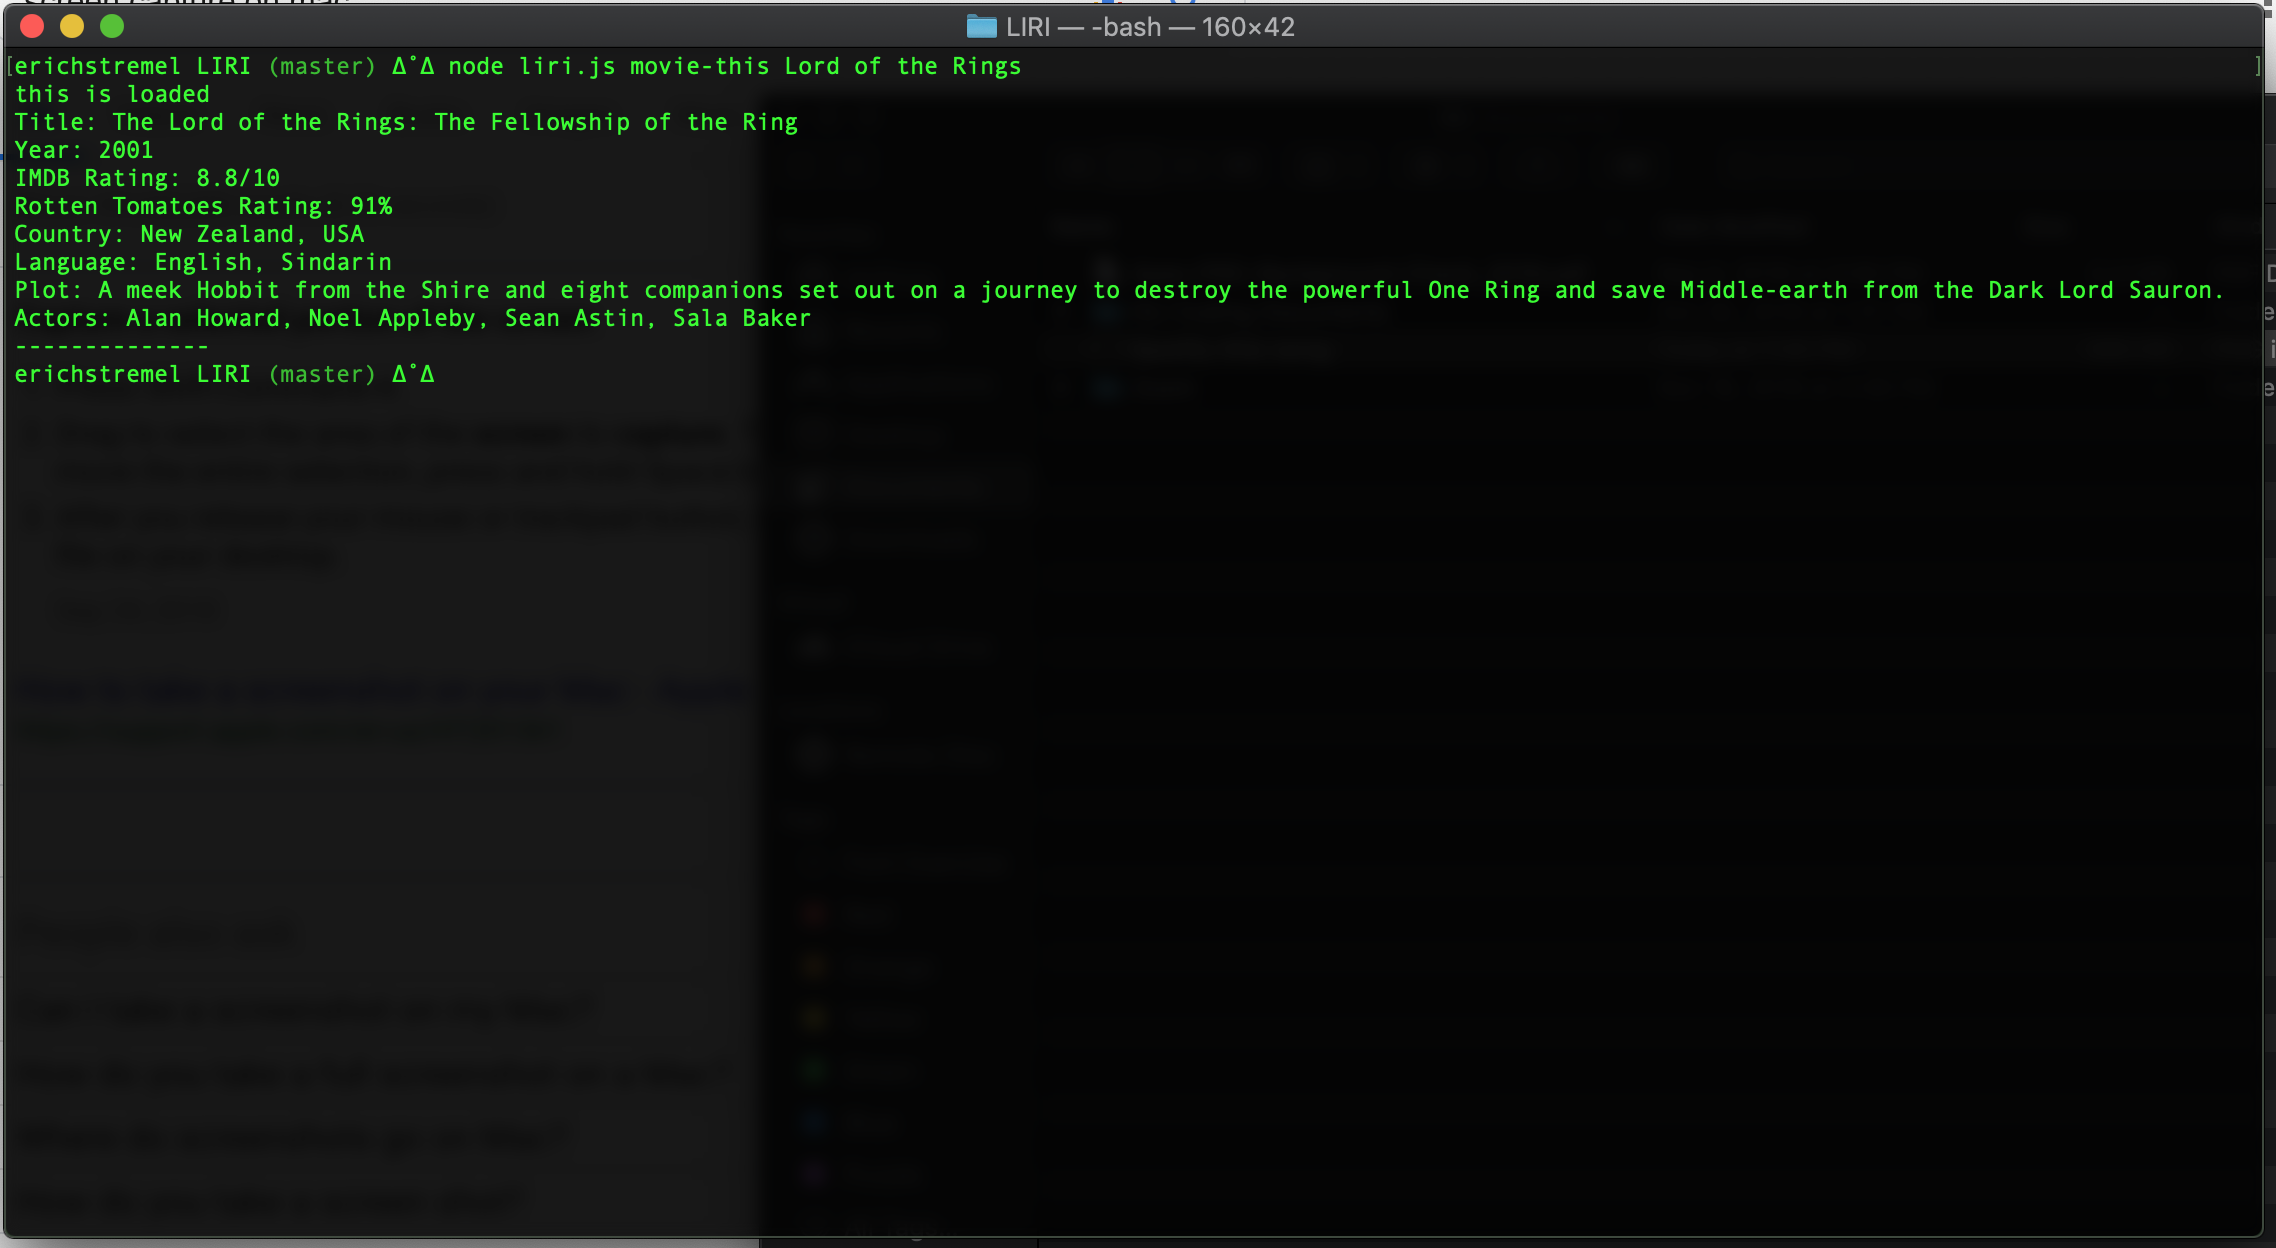 LIRI — -bash — 160×42
[erichstremel LIRI (master) Δ°Δ node liri.js movie-this Lord of the Rings ]
this is loaded
Title: The Lord of the Rings: The Fellowship of the Ring
Year: 2001
IMDB Rating: 8.8/10
Rotten Tomatoes Rating: 91%
Country: New Zealand, USA
Language: English, Sindarin
Plot: A meek Hobbit from the Shire and eight companions set out on a journey to destroy the powerful One Ring and save Middle-earth from the Dark Lord Sauron.
Actors: Alan Howard, Noel Appleby, Sean Astin, Sala Baker
--------------
erichstremel LIRI (master) Δ°Δ